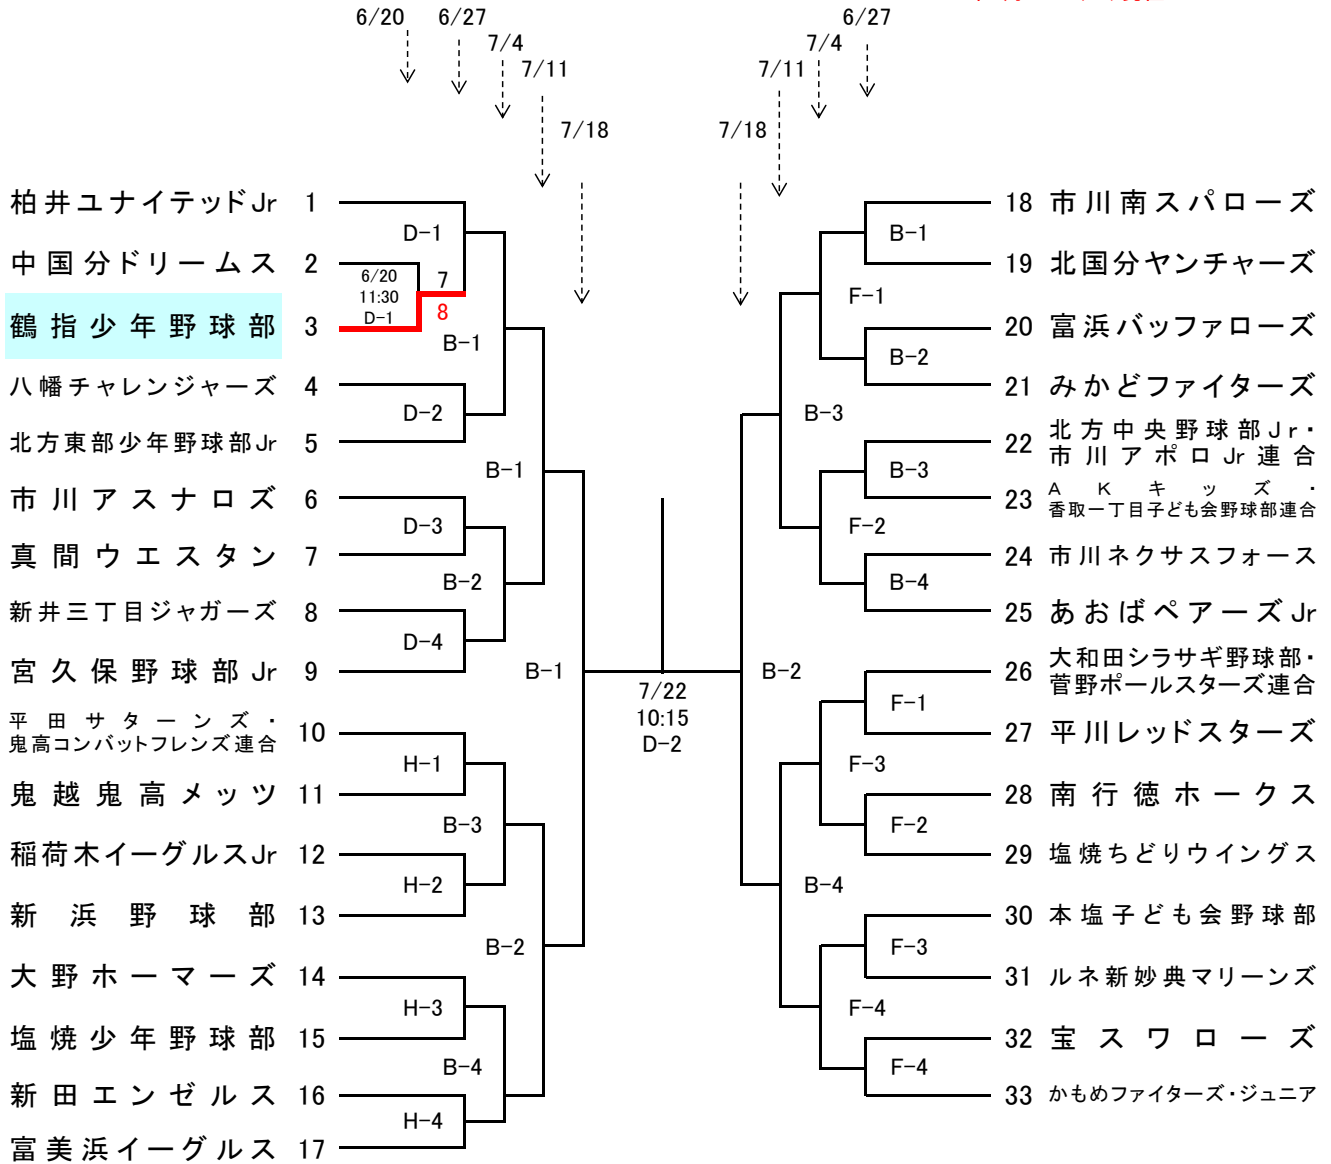 6/20
6/27
7/4
7/11
7/18
6/27
7/4
7/11
7/18
柏井ユナイテッドJr 1
中国分ドリームス 2
鶴指少年野球部 3
八幡チャレンジャーズ 4
北方東部少年野球部Jr 5
市川アスナロズ 6
真間ウエスタン 7
新井三丁目ジャガーズ 8
宮久保野球部Jr 9
平田サターンズ・
鬼高コンバットフレンズ連合 10
鬼越鬼高メッツ 11
稲荷木イーグルスJr 12
新浜野球部 13
大野ホーマーズ 14
塩焼少年野球部 15
新田エンゼルス 16
富美浜イーグルス 17
D-1
6/20
11:30
D-1
7
8
B-1
D-2
B-1
D-3
B-2
D-4
B-1
H-1
B-3
H-2
B-2
H-3
B-4
H-4
7/22
10:15
D-2
B-1
F-1
B-2
B-3
B-3
F-2
B-4
B-2
F-1
F-3
F-2
B-4
F-3
F-4
F-4
18 市川南スパローズ
19 北国分ヤンチャーズ
20 富浜バッファローズ
21 みかどファイターズ
22 北方中央野球部Jr・
市川アポロJr連合
23 AKキッズ・
香取一丁目子ども会野球部連合
24 市川ネクサスフォース
25 あおばペアーズJr
26 大和田シラサギ野球部・
菅野ポールスターズ連合
27 平川レッドスターズ
28 南行徳ホークス
29 塩焼ちどりウイングス
30 本塩子ども会野球部
31 ルネ新妙典マリーンズ
32 宝スワローズ
33 かもめファイターズ・ジュニア